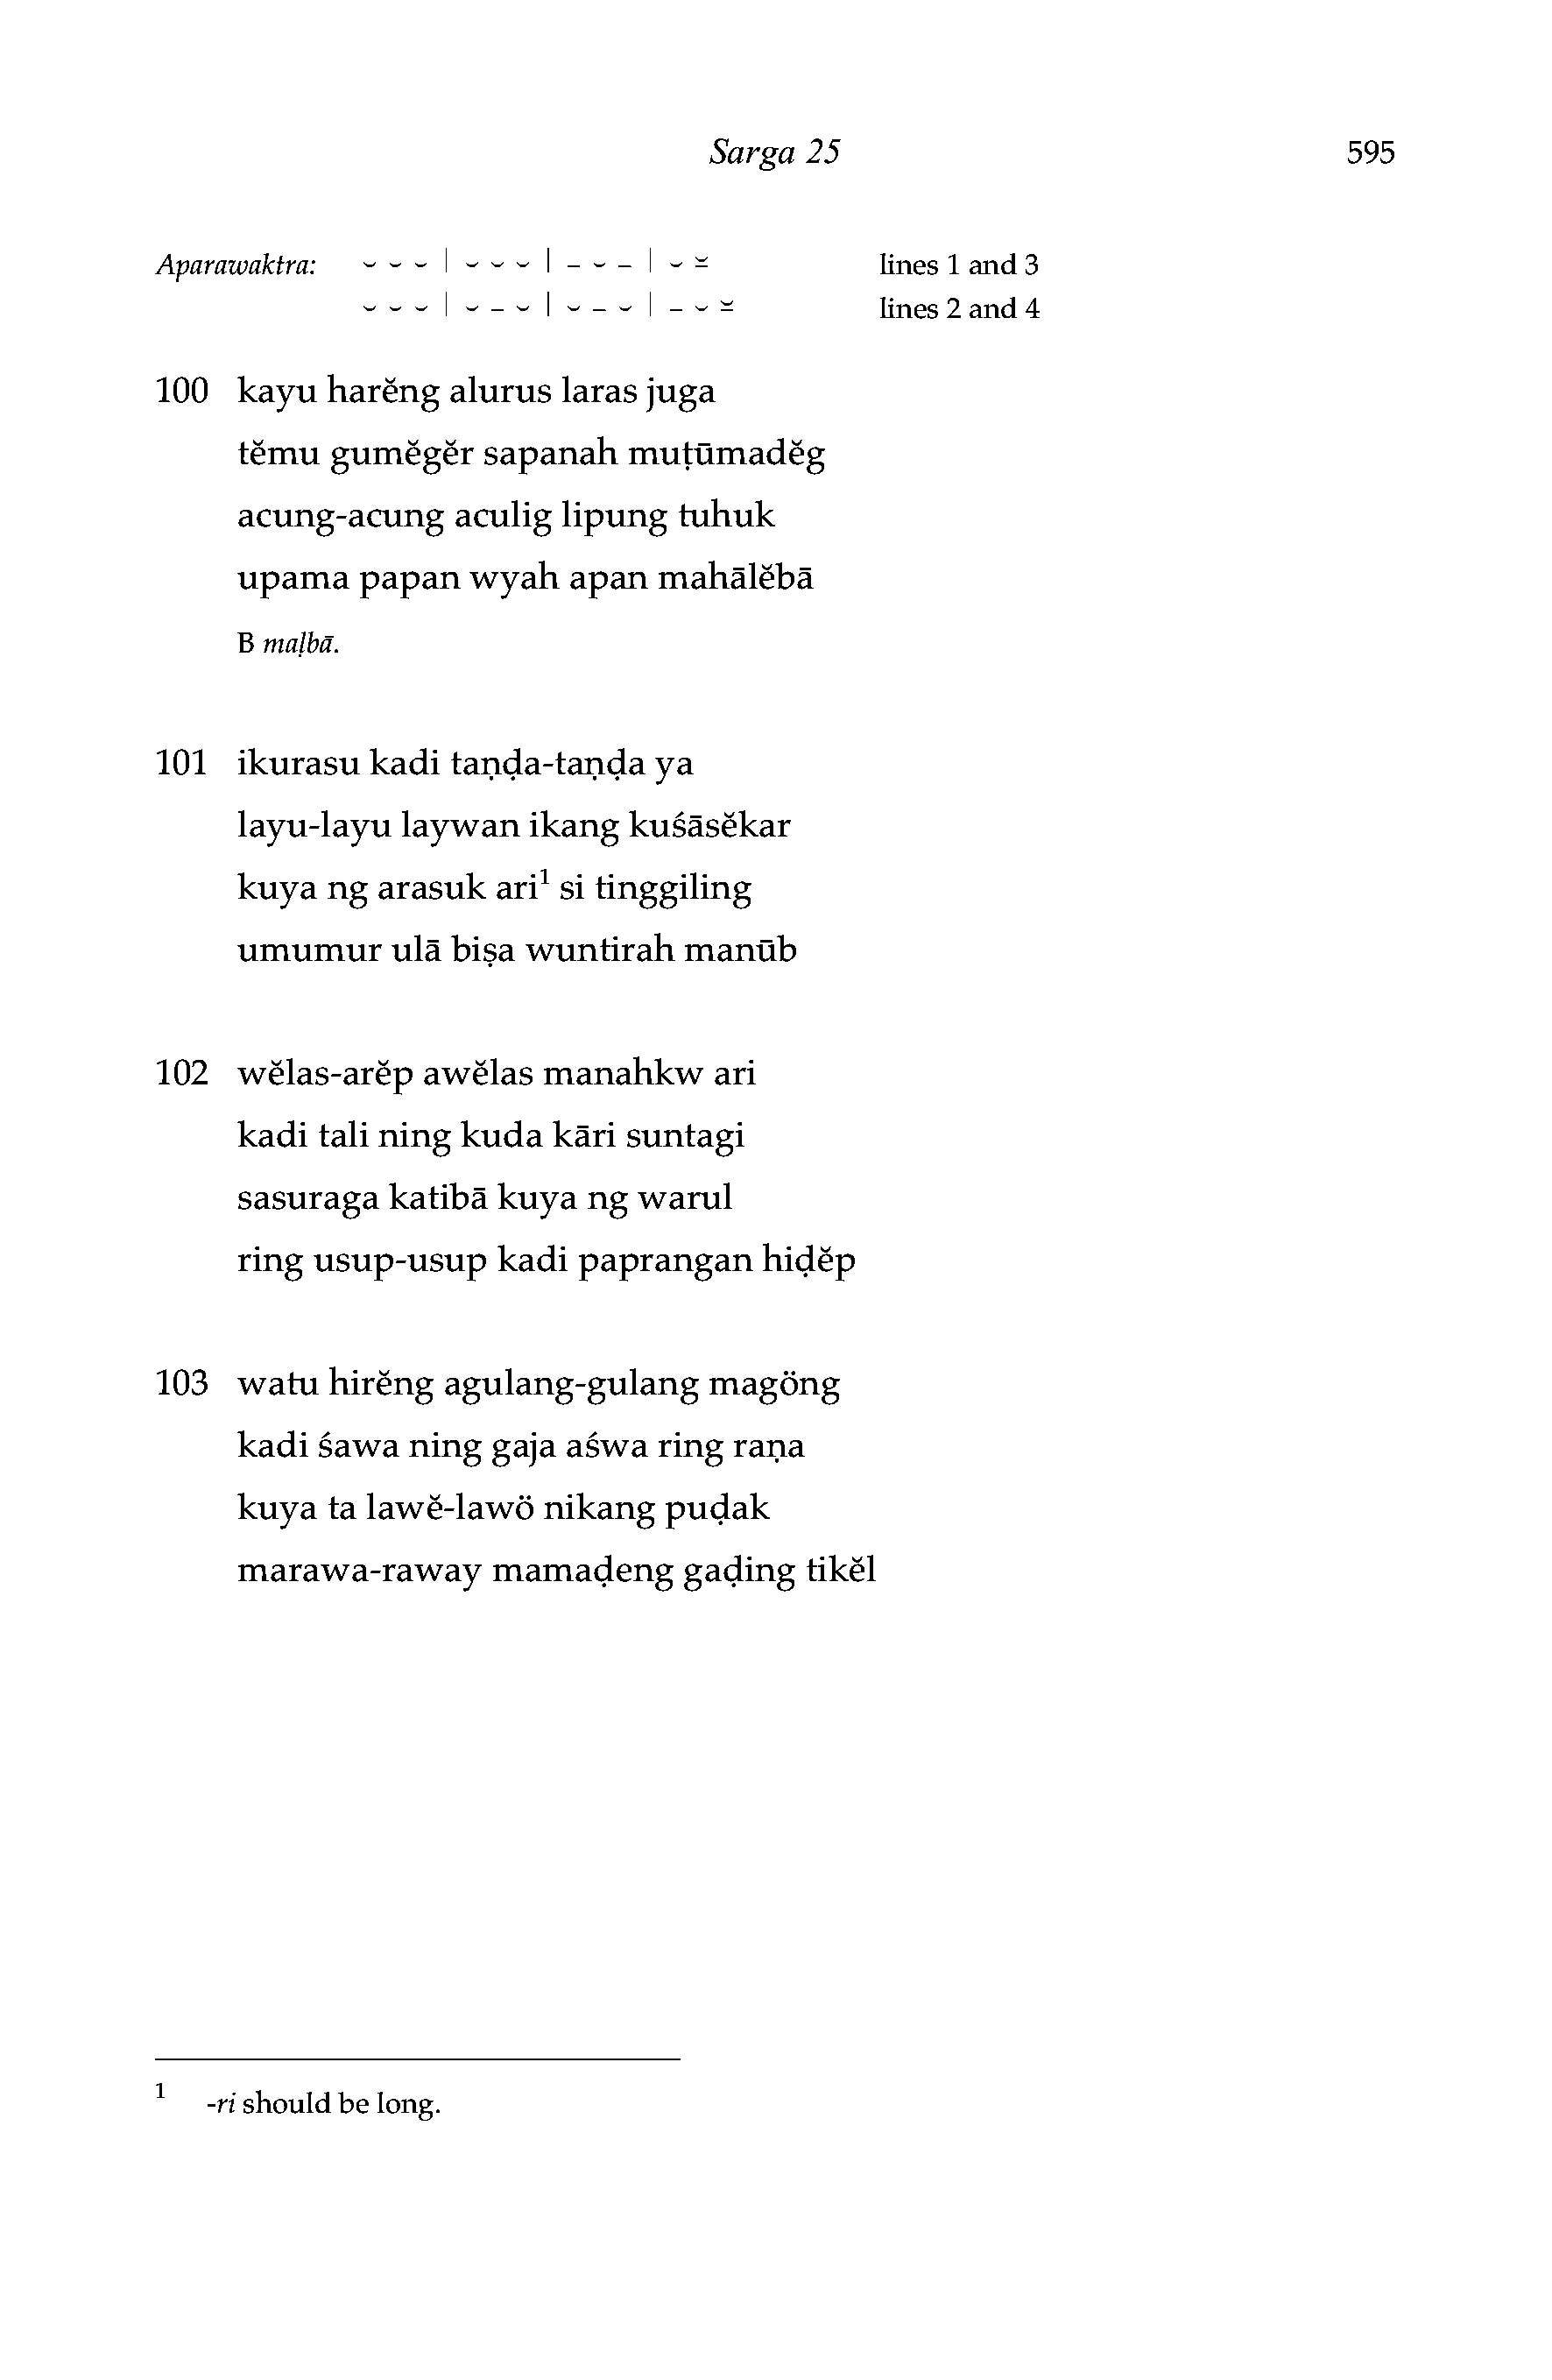 Sarga 25 595
Aparawaktra: ⏑ ⏑ ⏑ | ⏑ ⏑ ⏑ | – ⏑ – | ⏑ ⏓ lines 1 and 3
⏑ ⏑ ⏑ | ⏑ – ⏑ | ⏑ – ⏑ | – ⏑ ⏓ lines 2 and 4
100 kayu harĕng alurus laras juga
tĕmu gumĕgĕr sapanah muṭūmadĕg
acung-acung aculig lipung tuhuk
upama papan wyah apan mahālĕbā
B maḷbā.
101 ikurasu kadi taṇḍa-taṇḍa ya
layu-layu laywan ikang kuśāsĕkar
kuya ng arasuk ari¹ si tinggiling
umumur ulā biṣa wuntirah manūb
102 wĕlas-arĕp awĕlas manahkw ari
kadi tali ning kuda kāri suntagi
sasuraga katibā kuya ng warul
ring usup-usup kadi paprangan hiḍĕp
103 watu hirĕng agulang-gulang magöng
kadi śawa ning gaja aśwa ring raṇa
kuya ta lawĕ-lawö nikang puḍak
marawa-raway mamaḍeng gaḍing tikĕl
¹ -ri should be long.